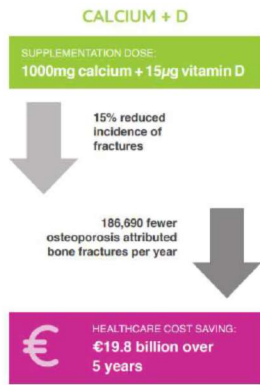 CALCIUM + D
SUPPLEMENTATION DOSE:
1000mg calcium + 15µg vitamin D
15% reduced
incidence of
fractures
186,690 fewer
osteoporosis attributed
bone fractures per year
€
HEALTHCARE COST SAVING:
€19.8 billion over
5 years